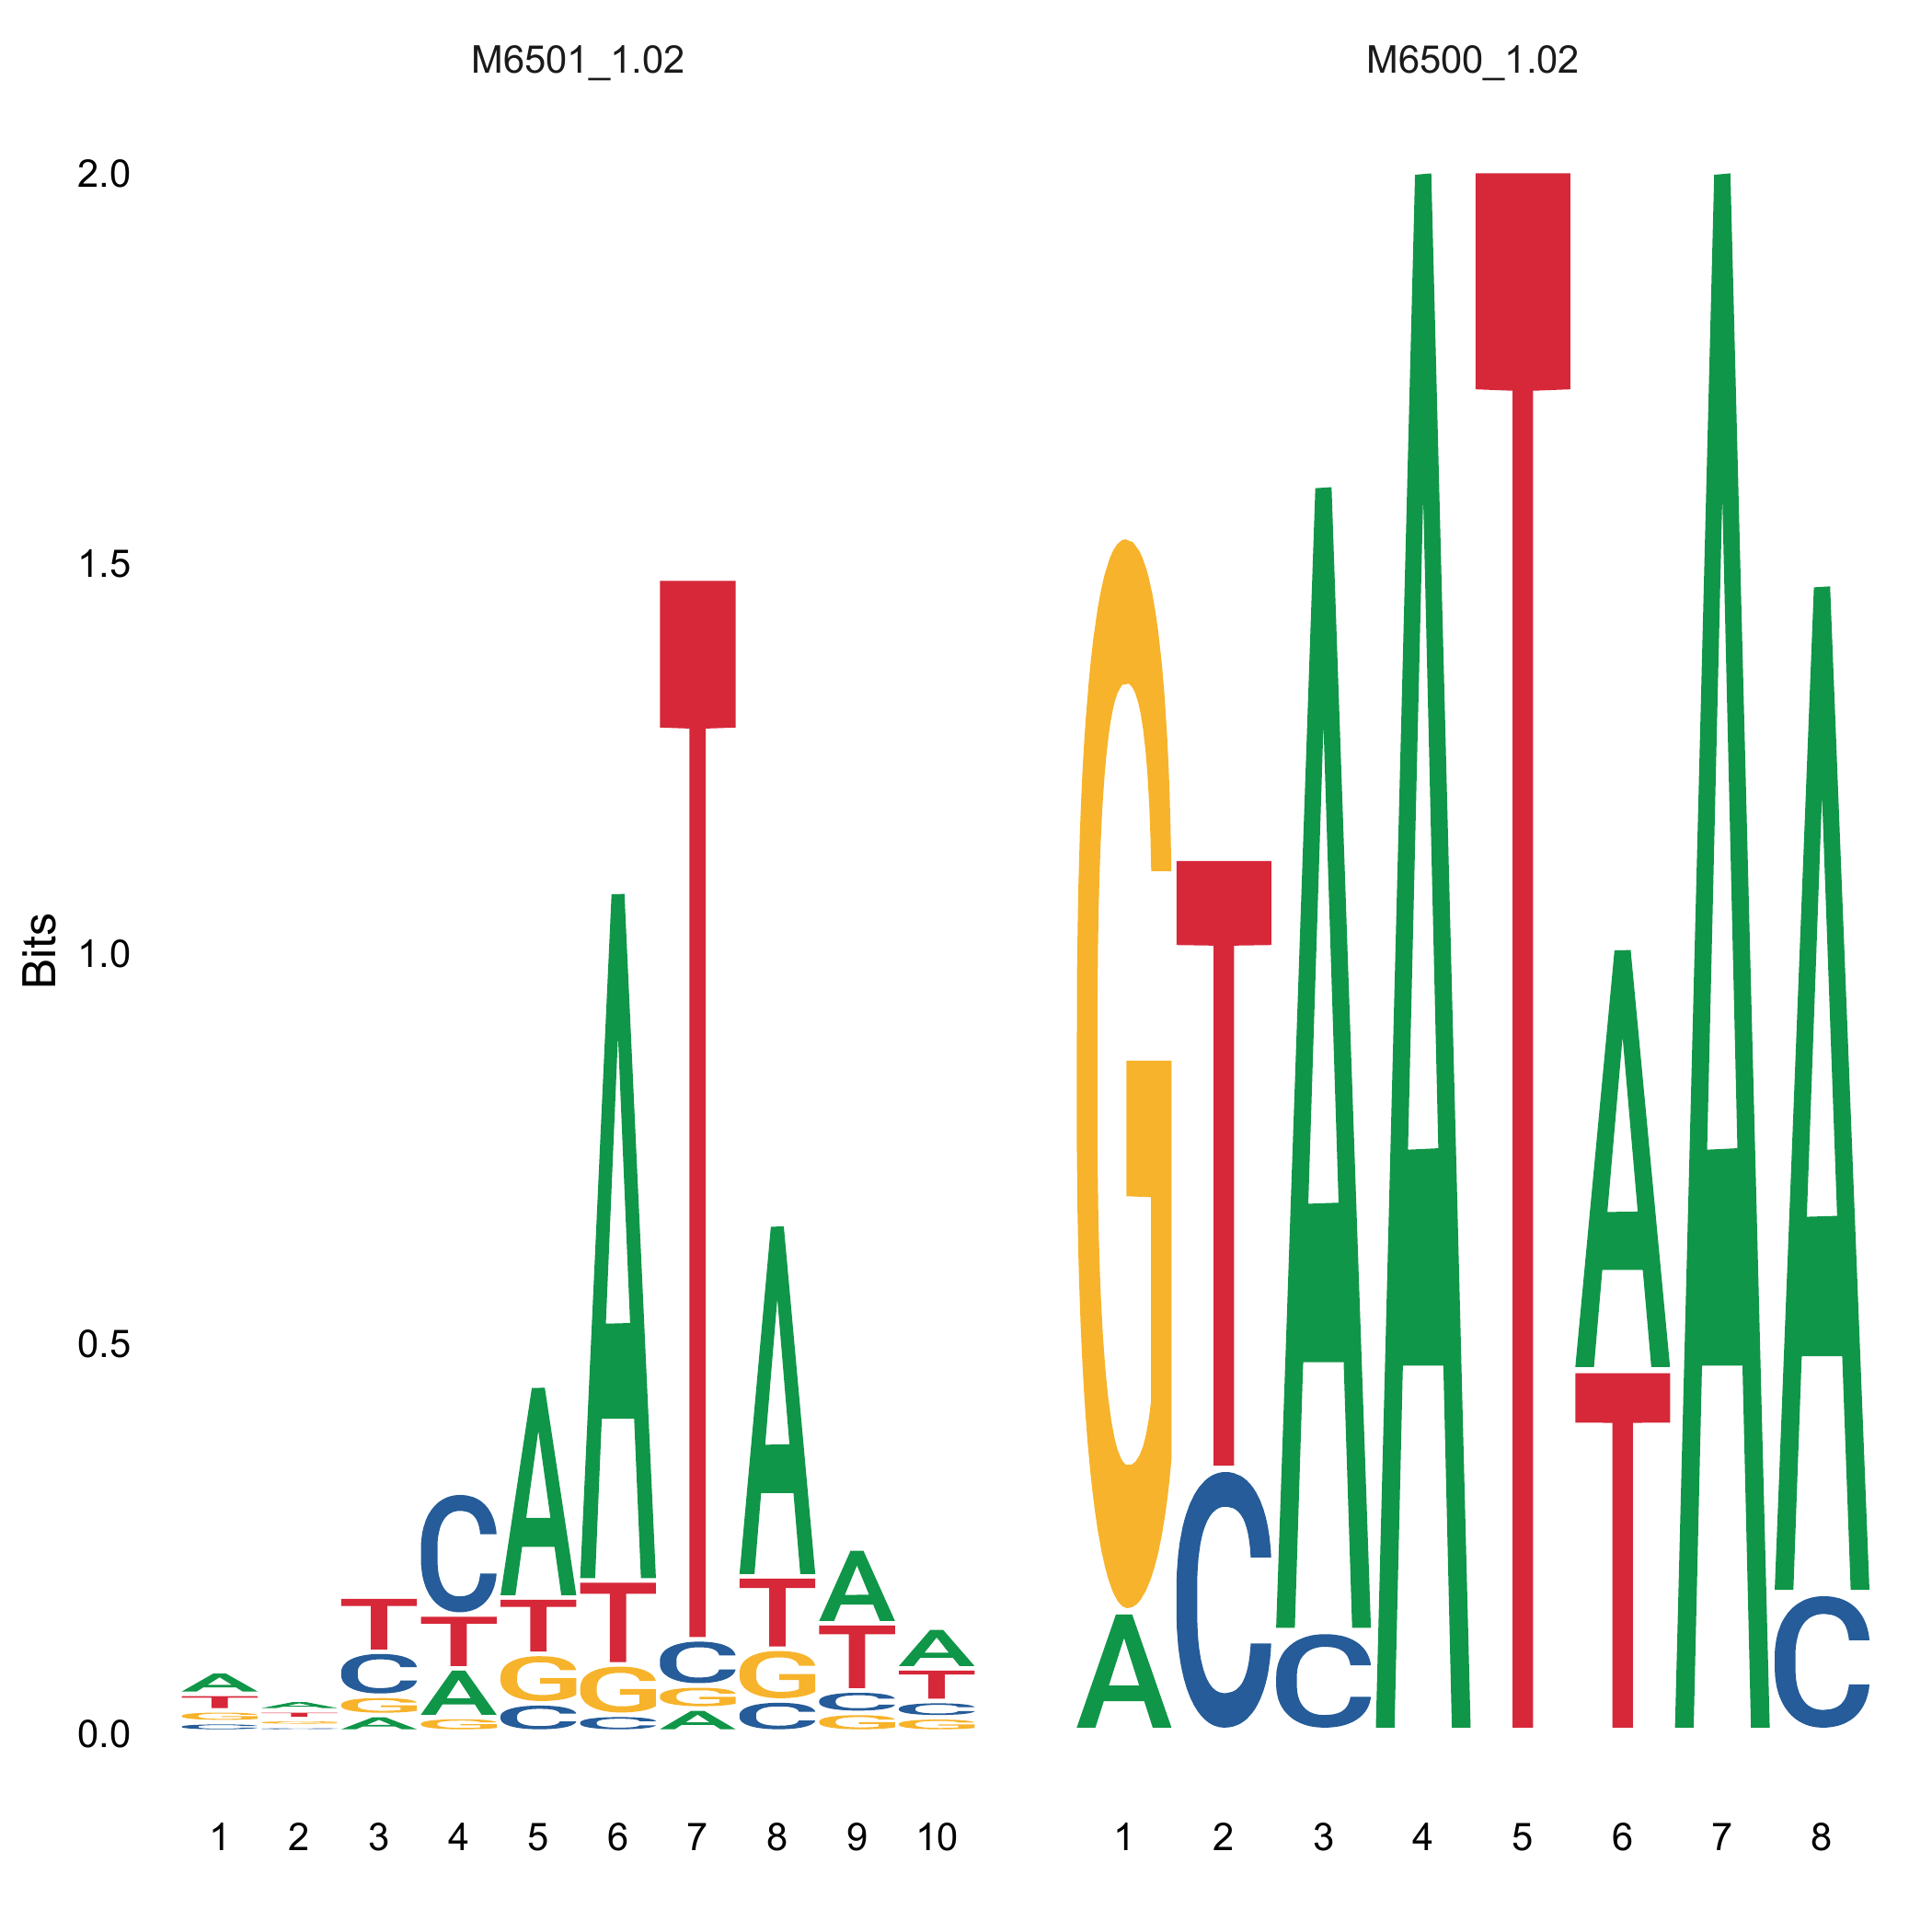 M6501_1.02 M6500_1.02
2.0
1.5
1.0
0.5
0.0
Bits
A T G C
A T C G
T C G A
C T A G
A T G C
A T G C
T C G A
A T G C
A T C G
A T C G
G A
T C
A C
A
T
A T
A
A C
1 2 3 4 5 6 7 8 9 10 1 2 3 4 5 6 7 8